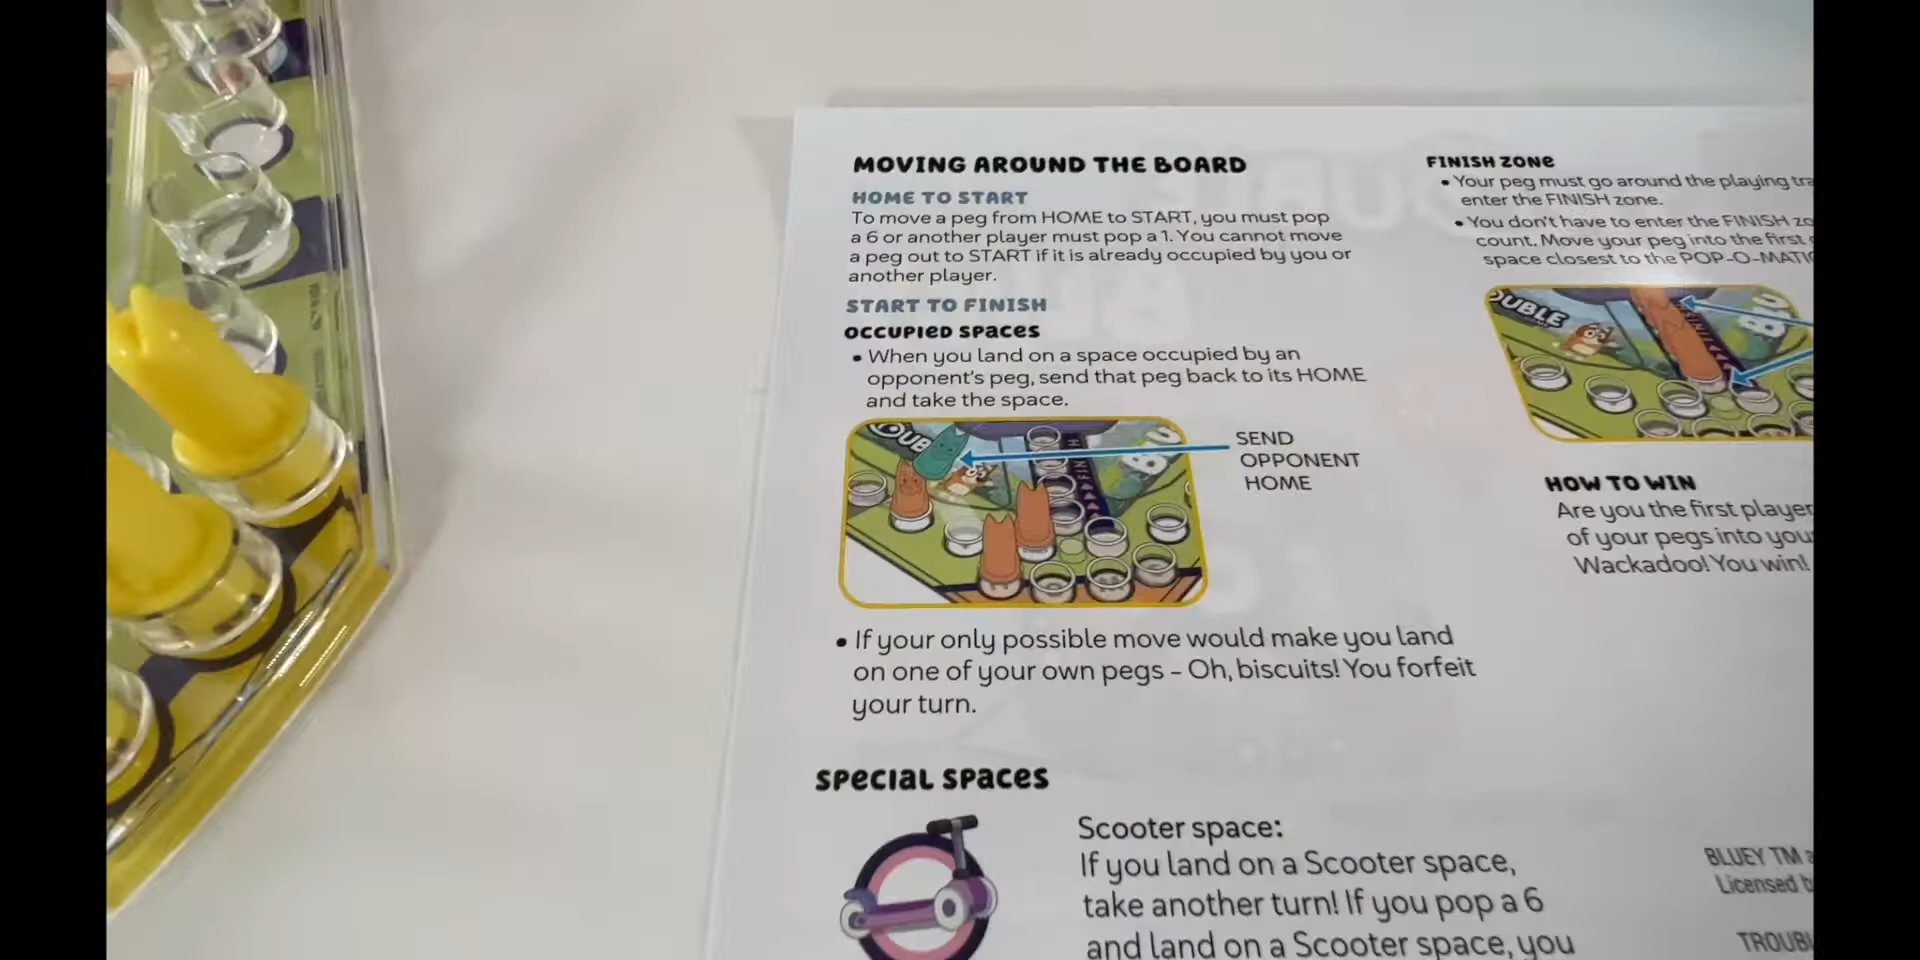 MOVING AROUND THE BOARD
HOME TO START
To move a peg from HOME to START, you must pop
a 6 or another player must pop a 1. You cannot move
a peg out to START if it is already occupied by you or
another player.
START TO FINISH
OCCUPIED SPACES
• When you land on a space occupied by an
opponent's peg, send that peg back to its HOME
and take the space.
SEND
OPPONENT
HOME
• If your only possible move would make you land
on one of your own pegs – Oh, biscuits! You forfeit
your turn.
SPECIAL SPACES
Scooter space:
If you land on a Scooter space,
take another turn! If you pop a 6
and land on a Scooter space, you
FINISH ZONE
• Your peg must go around the playing
enter the FINISH zone.
• You don't have to enter the FINISH
count. Move your peg into the first
space closest to the POP-O-MATIC
UBLE
HOW TO WIN
Are you the first player
of your pegs into you
Wackadoo! You win!
BLUEY TM
Licensed
TROUBL